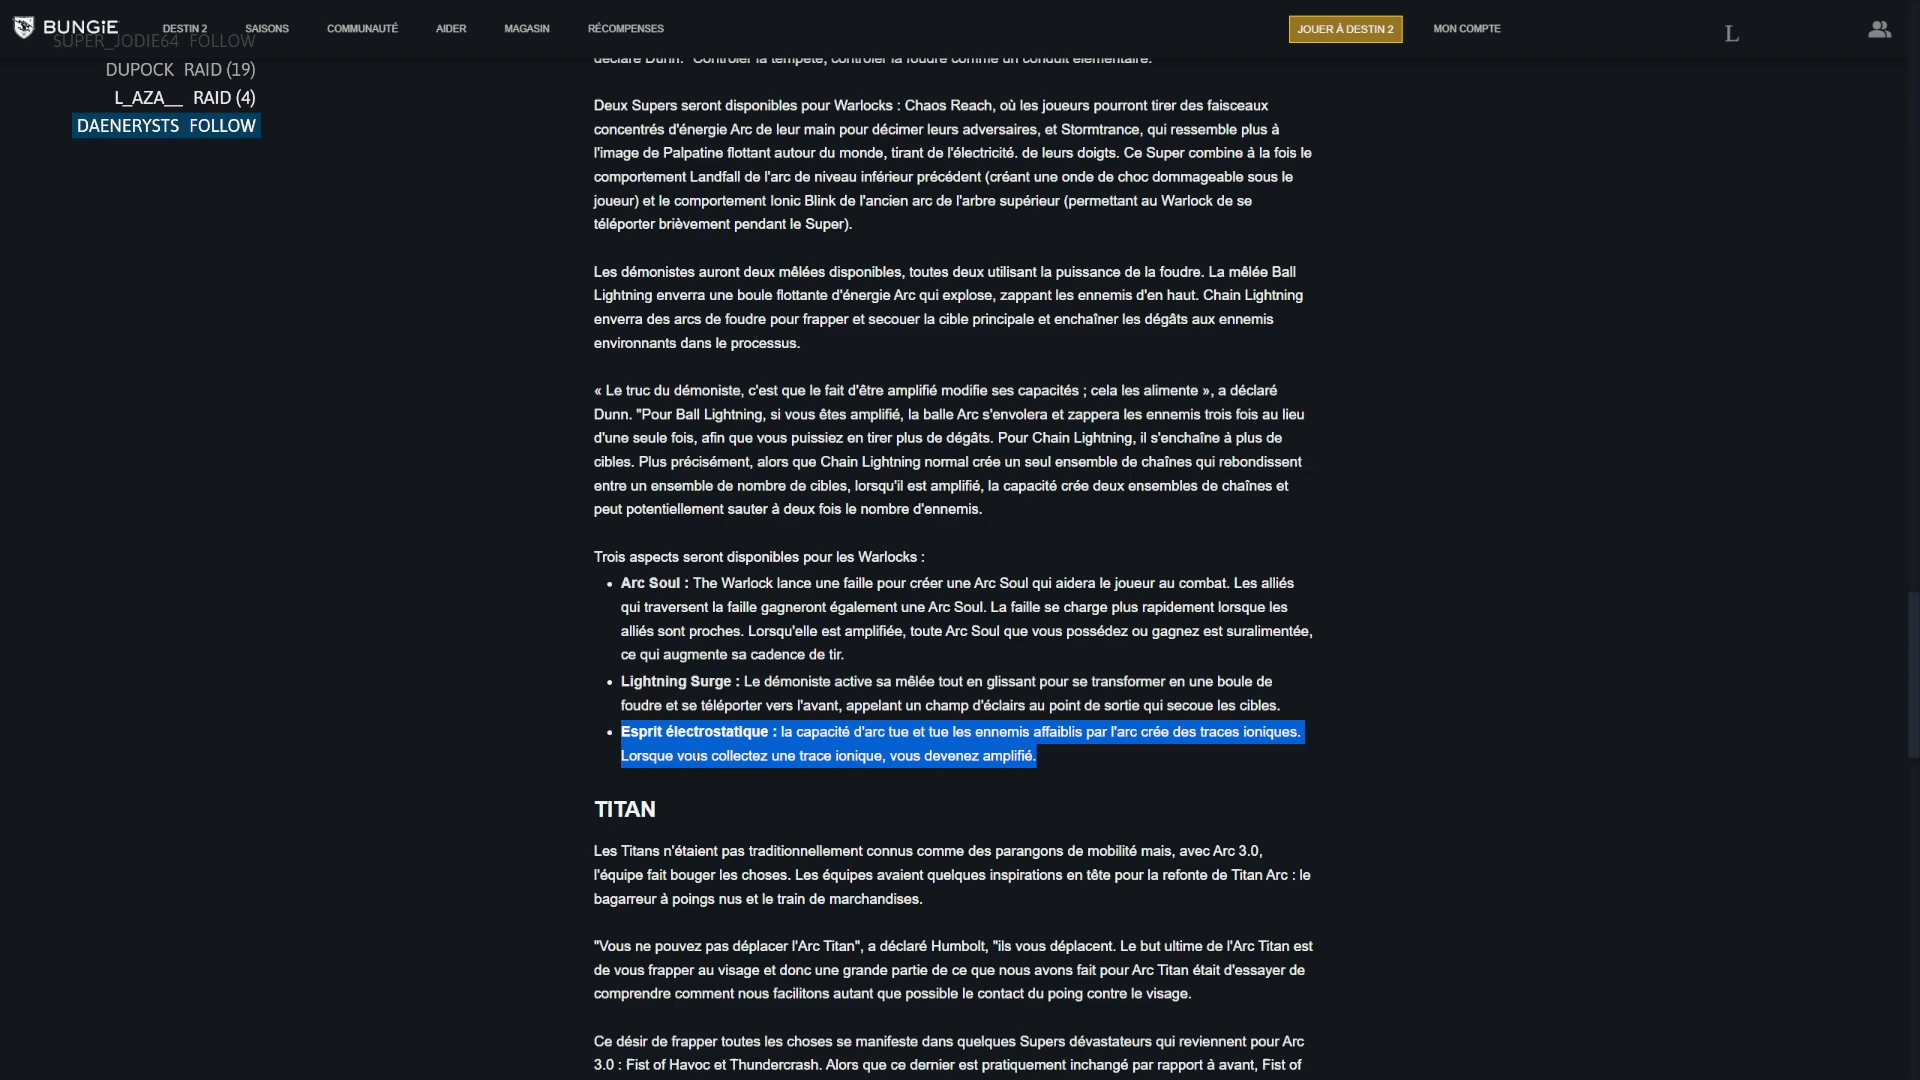 BUNGiE
DESTIN 2
SAISONS
COMMUNAUTÉ
AIDER
MAGASIN
RÉCOMPENSES
JOUER À DESTIN 2
MON COMPTE
L
SUPER_JODIE64 FOLLOW
DUPOCK RAID (19)
L_AZA__ RAID (4)
DAENERYSTS FOLLOW
déclaré Dunn. "Contrôler la tempête, contrôler la foudre comme un conduit élémentaire.
Deux Supers seront disponibles pour Warlocks : Chaos Reach, où les joueurs pourront tirer des faisceaux
concentrés d'énergie Arc de leur main pour décimer leurs adversaires, et Stormtrance, qui ressemble plus à
l'image de Palpatine flottant autour du monde, tirant de l'électricité. de leurs doigts. Ce Super combine à la fois le
comportement Landfall de l'arc de niveau inférieur précédent (créant une onde de choc dommageable sous le
joueur) et le comportement Ionic Blink de l'ancien arc de l'arbre supérieur (permettant au Warlock de se
téléporter brièvement pendant le Super).
Les démonistes auront deux mêlées disponibles, toutes deux utilisant la puissance de la foudre. La mêlée Ball
Lightning enverra une boule flottante d'énergie Arc qui explose, zappant les ennemis d'en haut. Chain Lightning
enverra des arcs de foudre pour frapper et secouer la cible principale et enchaîner les dégâts aux ennemis
environnants dans le processus.
« Le truc du démoniste, c'est que le fait d'être amplifié modifie ses capacités ; cela les alimente », a déclaré
Dunn. "Pour Ball Lightning, si vous êtes amplifié, la balle Arc s'envolera et zappera les ennemis trois fois au lieu
d'une seule fois, afin que vous puissiez en tirer plus de dégâts. Pour Chain Lightning, il s'enchaîne à plus de
cibles. Plus précisément, alors que Chain Lightning normal crée un seul ensemble de chaînes qui rebondissent
entre un ensemble de nombre de cibles, lorsqu'il est amplifié, la capacité crée deux ensembles de chaînes et
peut potentiellement sauter à deux fois le nombre d'ennemis.
Trois aspects seront disponibles pour les Warlocks :
• Arc Soul : The Warlock lance une faille pour créer une Arc Soul qui aidera le joueur au combat. Les alliés
qui traversent la faille gagneront également une Arc Soul. La faille se charge plus rapidement lorsque les
alliés sont proches. Lorsqu'elle est amplifiée, toute Arc Soul que vous possédez ou gagnez est suralimentée,
ce qui augmente sa cadence de tir.
• Lightning Surge : Le démoniste active sa mêlée tout en glissant pour se transformer en une boule de
foudre et se téléporter vers l'avant, appelant un champ d'éclairs au point de sortie qui secoue les cibles.
• Esprit électrostatique : la capacité d'arc tue et tue les ennemis affaiblis par l'arc crée des traces ioniques.
Lorsque vous collectez une trace ionique, vous devenez amplifié.
TITAN
Les Titans n'étaient pas traditionnellement connus comme des parangons de mobilité mais, avec Arc 3.0,
l'équipe fait bouger les choses. Les équipes avaient quelques inspirations en tête pour la refonte de Titan Arc : le
bagarreur à poings nus et le train de marchandises.
"Vous ne pouvez pas déplacer l'Arc Titan", a déclaré Humbolt, "ils vous déplacent. Le but ultime de l'Arc Titan est
de vous frapper au visage et donc une grande partie de ce que nous avons fait pour Arc Titan était d'essayer de
comprendre comment nous facilitons autant que possible le contact du poing contre le visage.
Ce désir de frapper toutes les choses se manifeste dans quelques Supers dévastateurs qui reviennent pour Arc
3.0 : Fist of Havoc et Thundercrash. Alors que ce dernier est pratiquement inchangé par rapport à avant, Fist of